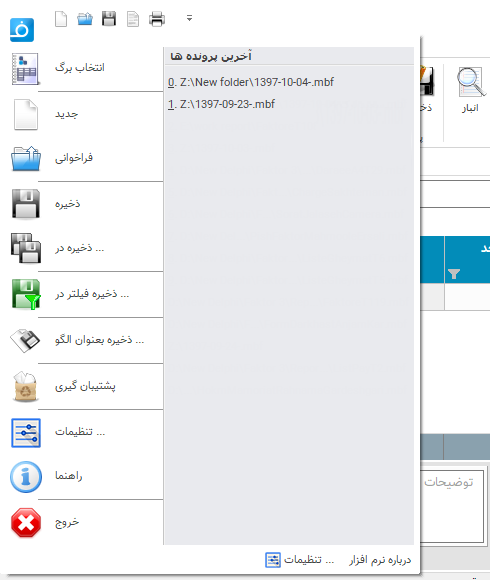 آخرین پرونده ها
0. Z:\New folder\1397-10-04-.mbf
1. Z:\1397-09-23-.mbf
انتخاب برگ
جدید
فراخوانی
ذخیره
ذخیره در ...
ذخیره فیلتر در ...
ذخیره بعنوان الگو ...
پشتیبان گیری
تنظیمات ...
راهنما
خروج
درباره نرم افزار
تنظیمات ...
انبار
توضیحات